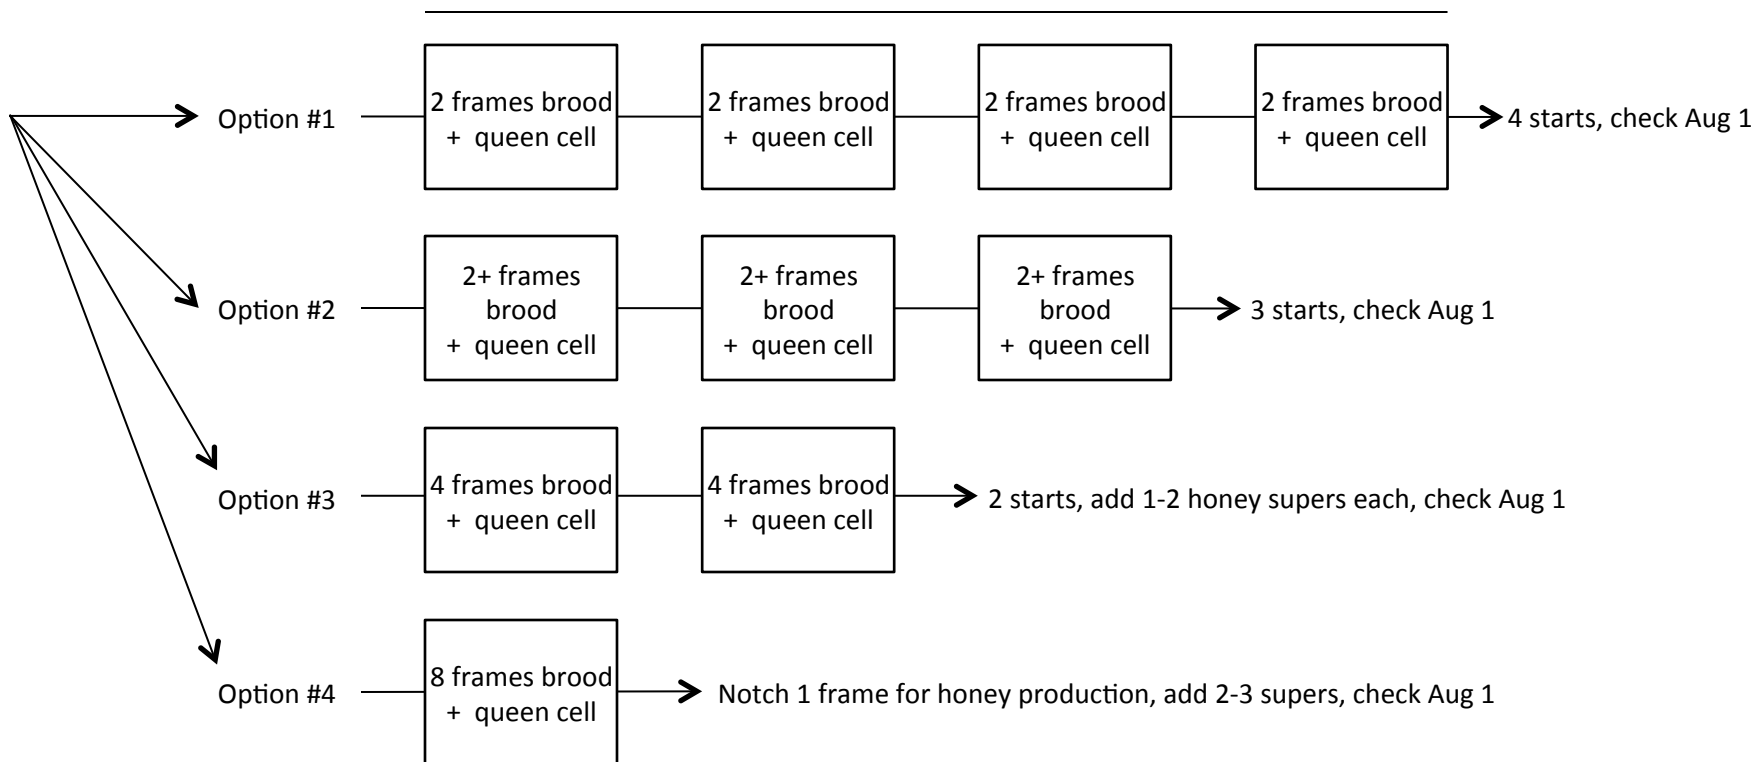 Option #1
2 frames brood
+ queen cell
2 frames brood
+ queen cell
2 frames brood
+ queen cell
2 frames brood
+ queen cell
4 starts, check Aug 1
Option #2
2+ frames
brood
+ queen cell
2+ frames
brood
+ queen cell
2+ frames
brood
+ queen cell
3 starts, check Aug 1
Option #3
4 frames brood
+ queen cell
4 frames brood
+ queen cell
2 starts, add 1-2 honey supers each, check Aug 1
Option #4
8 frames brood
+ queen cell
Notch 1 frame for honey production, add 2-3 supers, check Aug 1